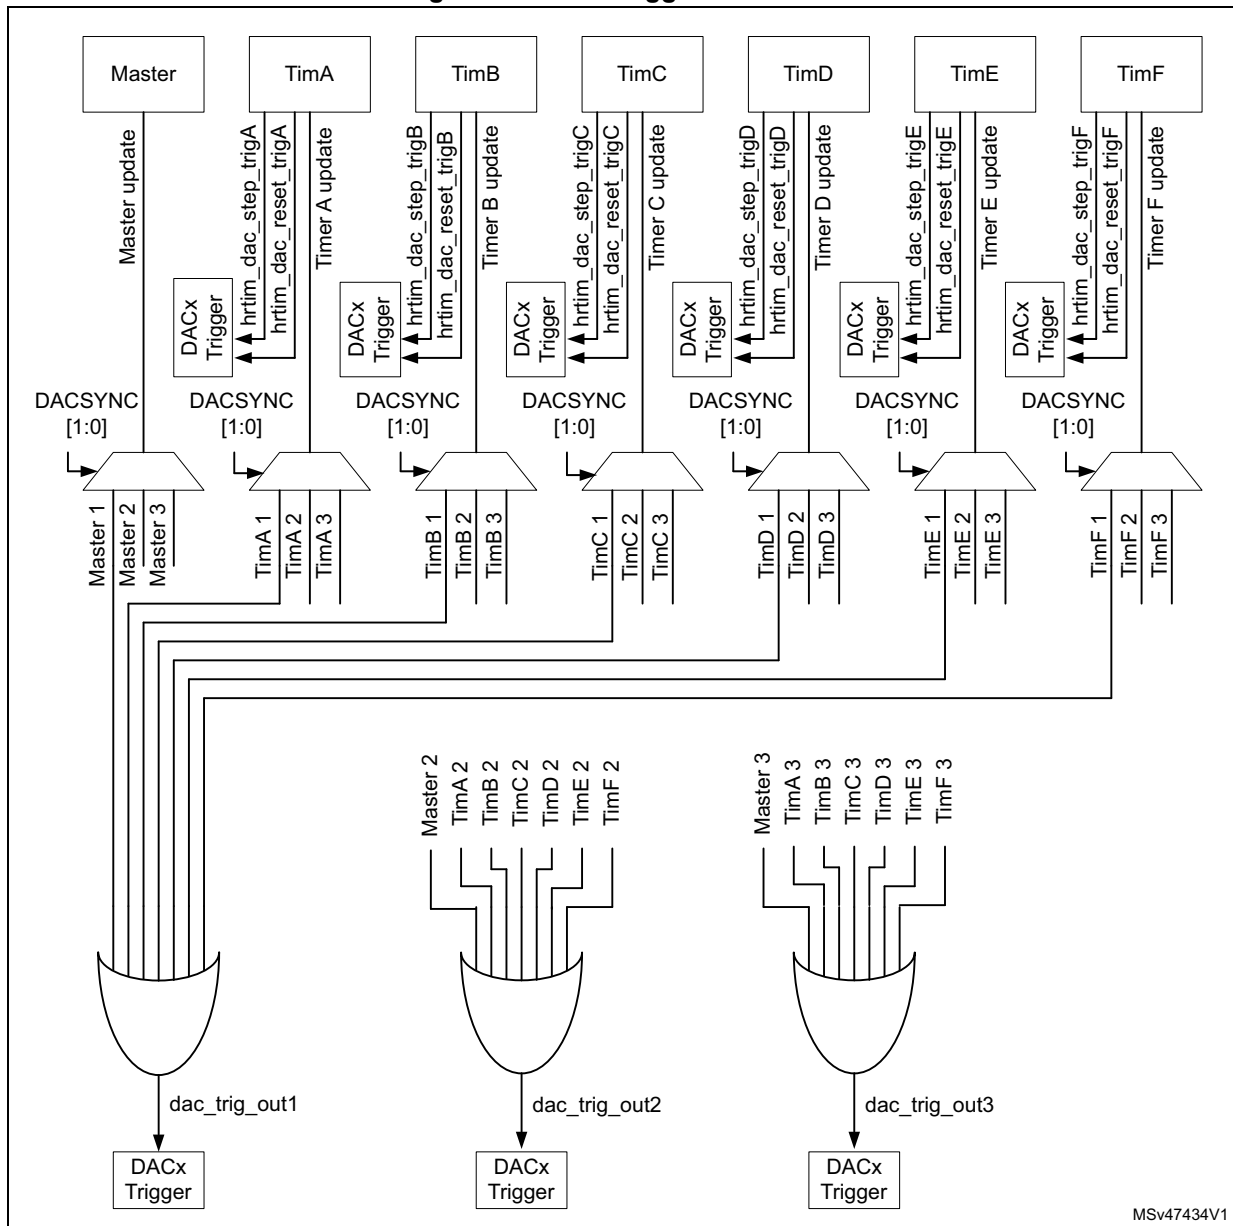 Master
TimA
TimB
TimC
TimD
TimE
TimF
Master update
hrtim_dac_step_trigA
hrtim_dac_reset_trigA
Timer A update
hrtim_dac_step_trigB
hrtim_dac_reset_trigB
Timer B update
hrtim_dac_step_trigC
hrtim_dac_reset_trigC
Timer C update
hrtim_dac_step_trigD
hrtim_dac_reset_trigD
Timer D update
hrtim_dac_step_trigE
hrtim_dac_reset_trigE
Timer E update
hrtim_dac_step_trigF
hrtim_dac_reset_trigF
Timer F update
DACx
Trigger
DACx
Trigger
DACx
Trigger
DACx
Trigger
DACx
Trigger
DACx
Trigger
DACSYNC
[1:0]
DACSYNC
[1:0]
DACSYNC
[1:0]
DACSYNC
[1:0]
DACSYNC
[1:0]
DACSYNC
[1:0]
DACSYNC
[1:0]
Master 1
Master 2
Master 3
TimA 1
TimA 2
TimA 3
TimB 1
TimB 2
TimB 3
TimC 1
TimC 2
TimC 3
TimD 1
TimD 2
TimD 3
TimE 1
TimE 2
TimE 3
TimF 1
TimF 2
TimF 3
Master 2
TimA 2
TimB 2
TimC 2
TimD 2
TimE 2
TimF 2
Master 3
TimA 3
TimB 3
TimC 3
TimD 3
TimE 3
TimF 3
dac_trig_out1
dac_trig_out2
dac_trig_out3
DACx
Trigger
DACx
Trigger
DACx
Trigger
MSv47434V1